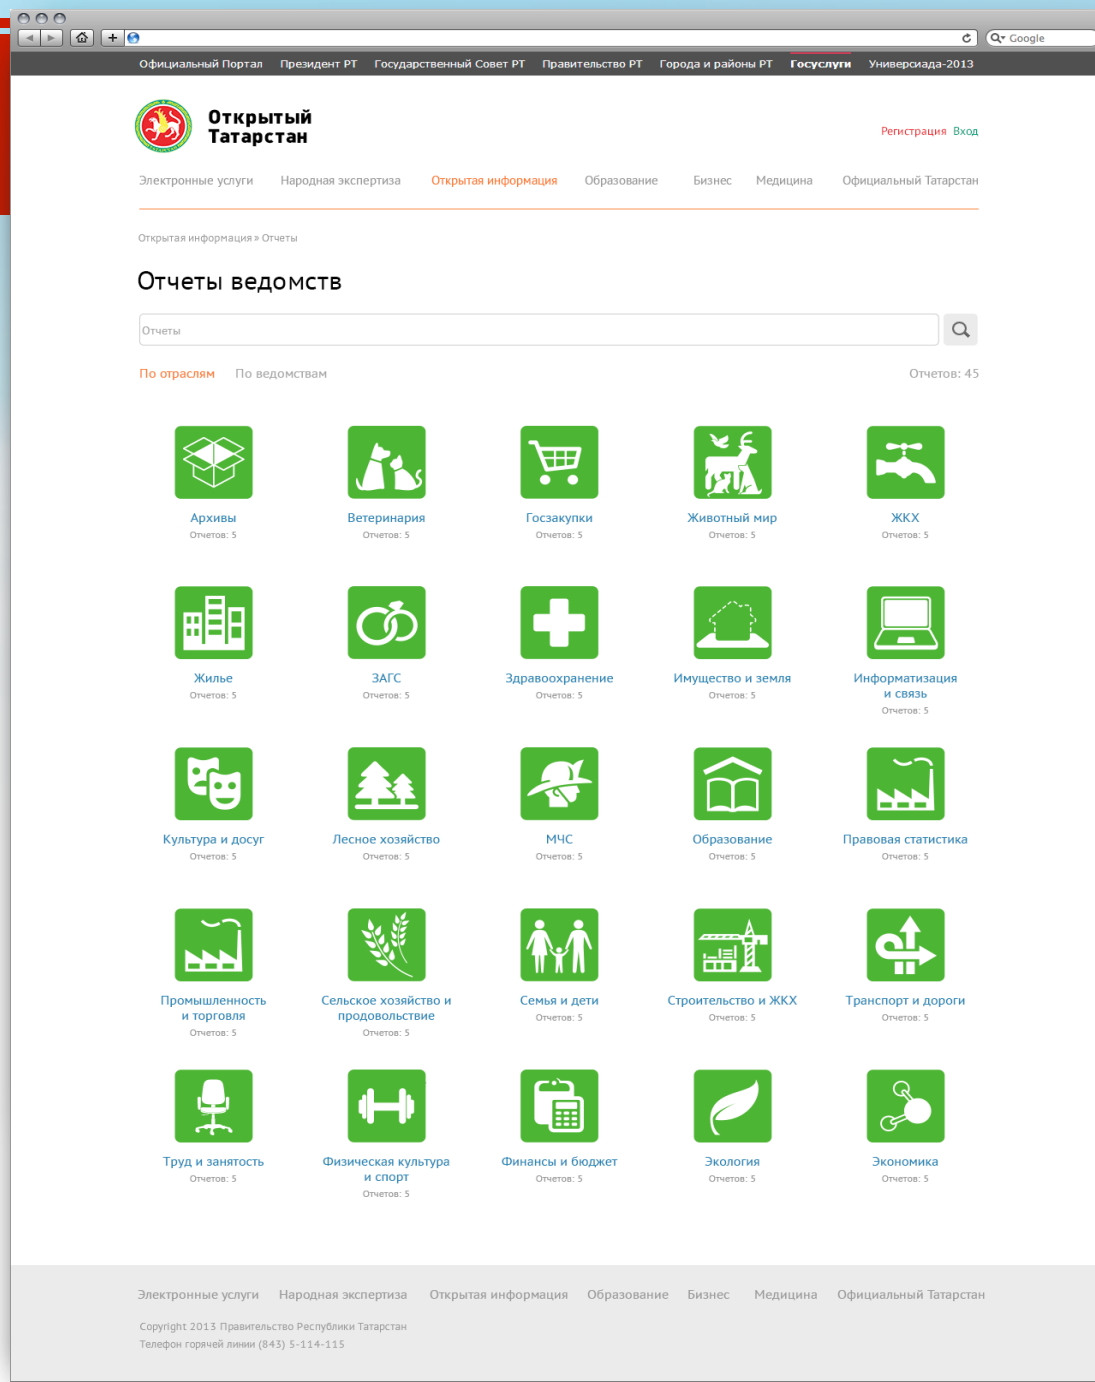 Google
Официальный Портал Президент РТ Государственный Совет РТ Правительство РТ Города и районы РТ Госуслуги Универсиада-2013
Открытый
Татарстан
Регистрация Вход
Электронные услуги Народная экспертиза Открытая информация Образование Бизнес Медицина Официальный Татарстан
Открытая информация » Отчеты
Отчеты ведомств
Отчеты
По отраслям По ведомствам Отчетов: 45
Архивы Ветеринария Госзакупки Животный мир ЖКХ
Отчетов: 5 Отчетов: 5 Отчетов: 5 Отчетов: 5 Отчетов: 5
Жилье ЗАГС Здравоохранение Имущество и земля Информатизация
и связь
Отчетов: 5 Отчетов: 5 Отчетов: 5 Отчетов: 5 Отчетов: 5
Культура и досуг Лесное хозяйство МЧС Образование Правовая статистика
Отчетов: 5 Отчетов: 5 Отчетов: 5 Отчетов: 5 Отчетов: 5
Промышленность Сельское хозяйство и Семья и дети Строительство и ЖКХ Транспорт и дороги
и торговля продовольствие Отчетов: 5 Отчетов: 5 Отчетов: 5
Отчетов: 5 Отчетов: 5
Труд и занятость Физическая культура Финансы и бюджет Экология Экономика
Отчетов: 5 и спорт Отчетов: 5 Отчетов: 5 Отчетов: 5
Отчетов: 5
Электронные услуги Народная экспертиза Открытая информация Образование Бизнес Медицина Официальный Татарстан
Copyright 2013 Правительство Республики Татарстан
Телефон горячей линии (843) 5-114-115